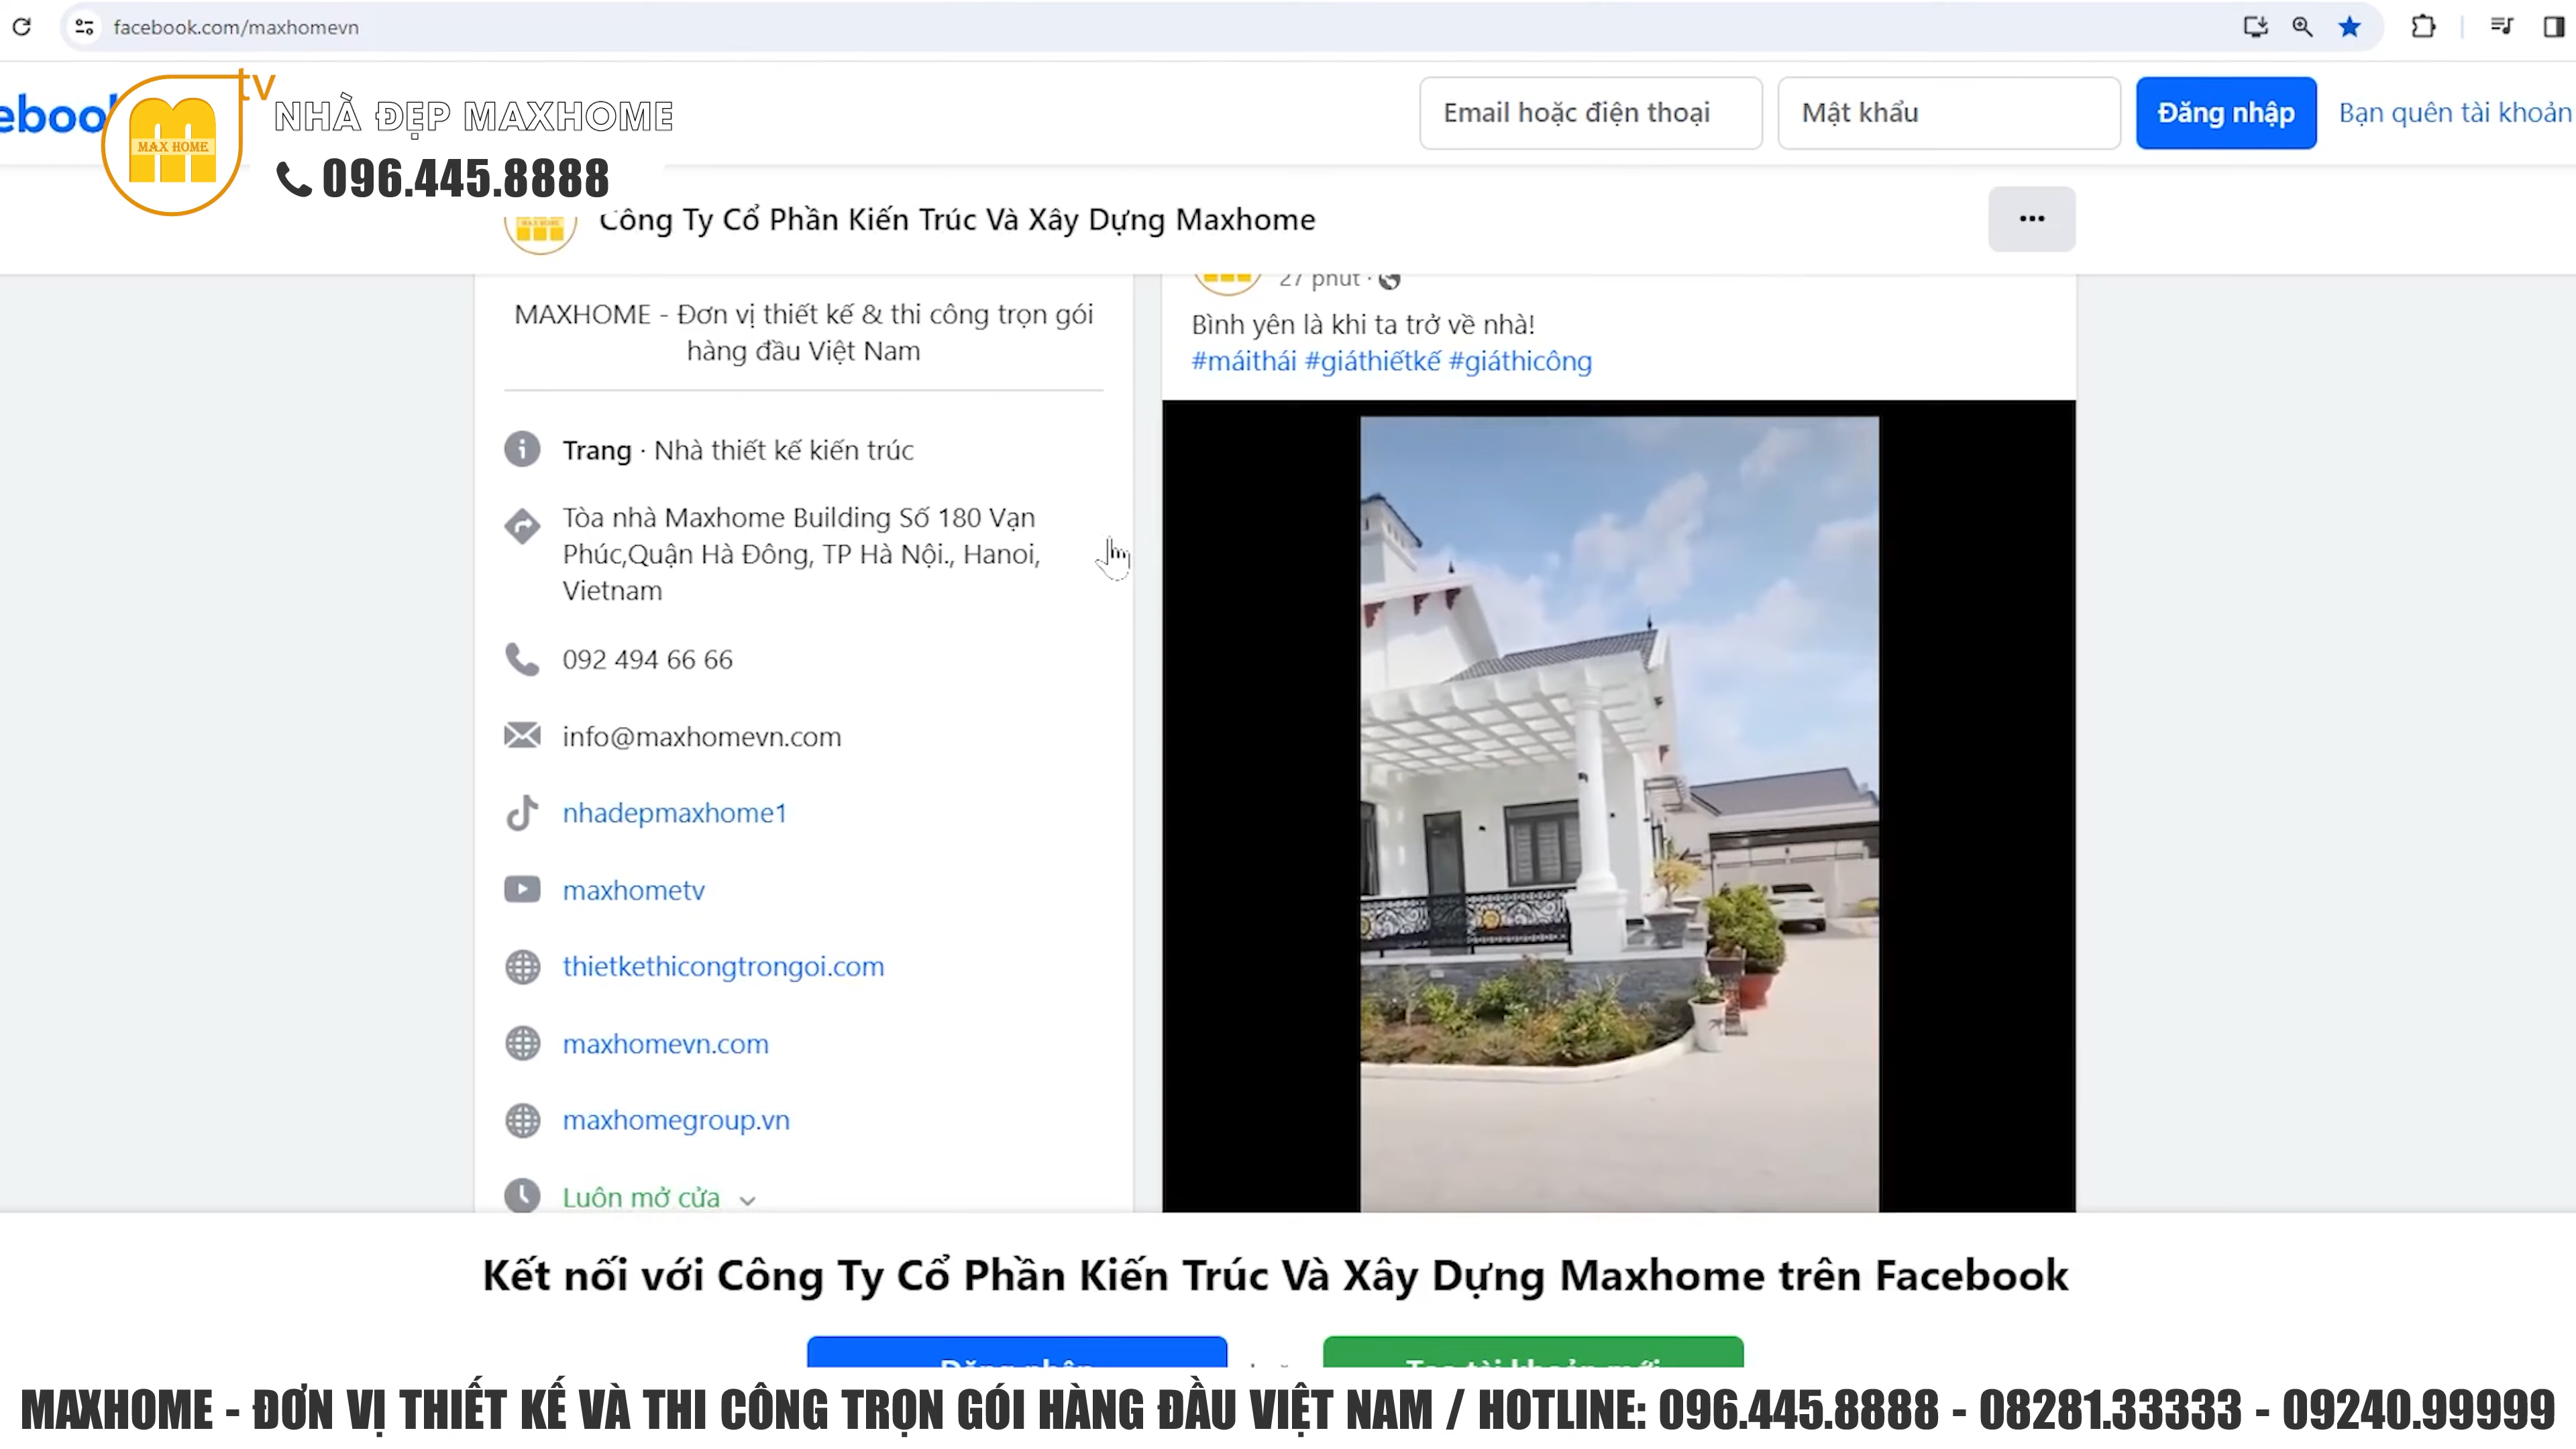 facebook.com/maxhomevn
tv
MAX HOME
NHÀ ĐẸP MAXHOME
096.445.8888
Email hoặc điện thoại
Mật khẩu
Đăng nhập
Bạn quên tài khoản
Công Ty Cổ Phần Kiến Trúc Và Xây Dựng Maxhome
MAXHOME - Đơn vị thiết kế & thi công trọn gói
hàng đầu Việt Nam
Trang · Nhà thiết kế kiến trúc
Tòa nhà Maxhome Building Số 180 Vạn
Phúc,Quận Hà Đông, TP Hà Nội., Hanoi,
Vietnam
092 494 66 66
info@maxhomevn.com
nhadepmaxhome1
maxhometv
thietkethicongtrongoi.com
maxhomevn.com
maxhomegroup.vn
Luôn mở cửa
27 phút ·
Bình yên là khi ta trở về nhà!
#máithái #giáthiếtkế #giáthicông
Kết nối với Công Ty Cổ Phần Kiến Trúc Và Xây Dựng Maxhome trên Facebook
Đăng nhập
Tạo tài khoản mới
MAXHOME - ĐƠN VỊ THIẾT KẾ VÀ THI CÔNG TRỌN GÓI HÀNG ĐẦU VIỆT NAM / HOTLINE: 096.445.8888 - 08281.33333 - 09240.99999